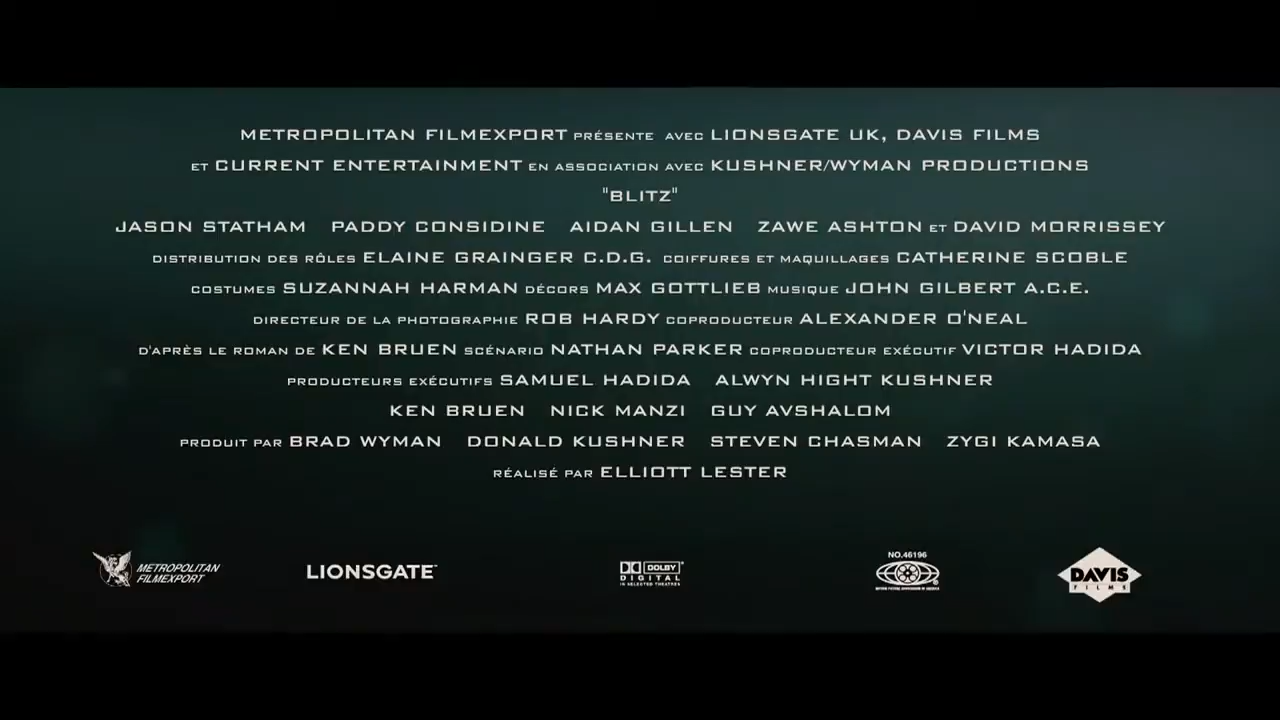 METROPOLITAN FILMEXPORT PRÉSENTE AVEC LIONSGATE UK, DAVIS FILMS
ET CURRENT ENTERTAINMENT EN ASSOCIATION AVEC KUSHNER/WYMAN PRODUCTIONS
"BLITZ"
JASON STATHAM PADDY CONSIDINE AIDAN GILLEN ZAWE ASHTON ET DAVID MORRISSEY
DISTRIBUTION DES RÔLES ELAINE GRAINGER C.D.G. COIFFURES ET MAQUILLAGES CATHERINE SCOBLE
COSTUMES SUZANNAH HARMAN DÉCORS MAX GOTTLIEB MUSIQUE JOHN GILBERT A.C.E.
DIRECTEUR DE LA PHOTOGRAPHIE ROB HARDY COPRODUCTEUR ALEXANDER O'NEAL
D'APRÈS LE ROMAN DE KEN BRUEN SCÉNARIO NATHAN PARKER COPRODUCTEUR EXÉCUTIF VICTOR HADIDA
PRODUCTEURS EXÉCUTIFS SAMUEL HADIDA ALWYN HIGHT KUSHNER
KEN BRUEN NICK MANZI GUY AVSHALOM
PRODUIT PAR BRAD WYMAN DONALD KUSHNER STEVEN CHASMAN ZYGI KAMASA
RÉALISÉ PAR ELLIOTT LESTER
METROPOLITAN
FILMEXPORT
LIONSGATE
DOLBY
DIGITAL
IN SELECTED THEATRES
NO.46196
DAVIS
FILMS